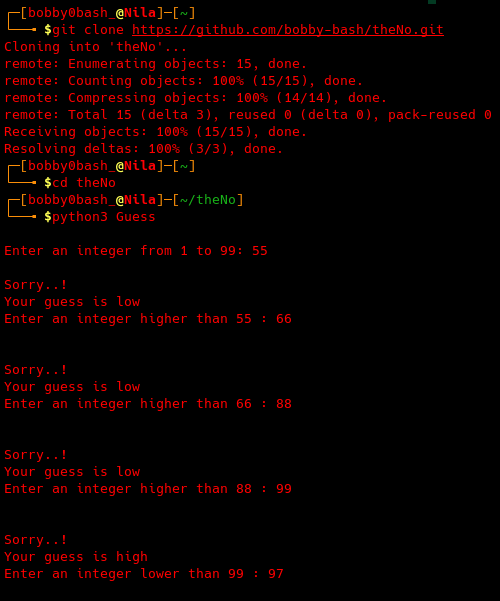 ┌─[bobby0bash_@Nila]─[~]
└──╼ $git clone https://github.com/bobby-bash/theNo.git
Cloning into 'theNo'...
remote: Enumerating objects: 15, done.
remote: Counting objects: 100% (15/15), done.
remote: Compressing objects: 100% (14/14), done.
remote: Total 15 (delta 3), reused 0 (delta 0), pack-reused 0
Receiving objects: 100% (15/15), done.
Resolving deltas: 100% (3/3), done.
┌─[bobby0bash_@Nila]─[~]
└──╼ $cd theNo
┌─[bobby0bash_@Nila]─[~/theNo]
└──╼ $python3 Guess
Enter an integer from 1 to 99: 55
Sorry..!
Your guess is low
Enter an integer higher than 55 : 66
Sorry..!
Your guess is low
Enter an integer higher than 66 : 88
Sorry..!
Your guess is low
Enter an integer higher than 88 : 99
Sorry..!
Your guess is high
Enter an integer lower than 99 : 97